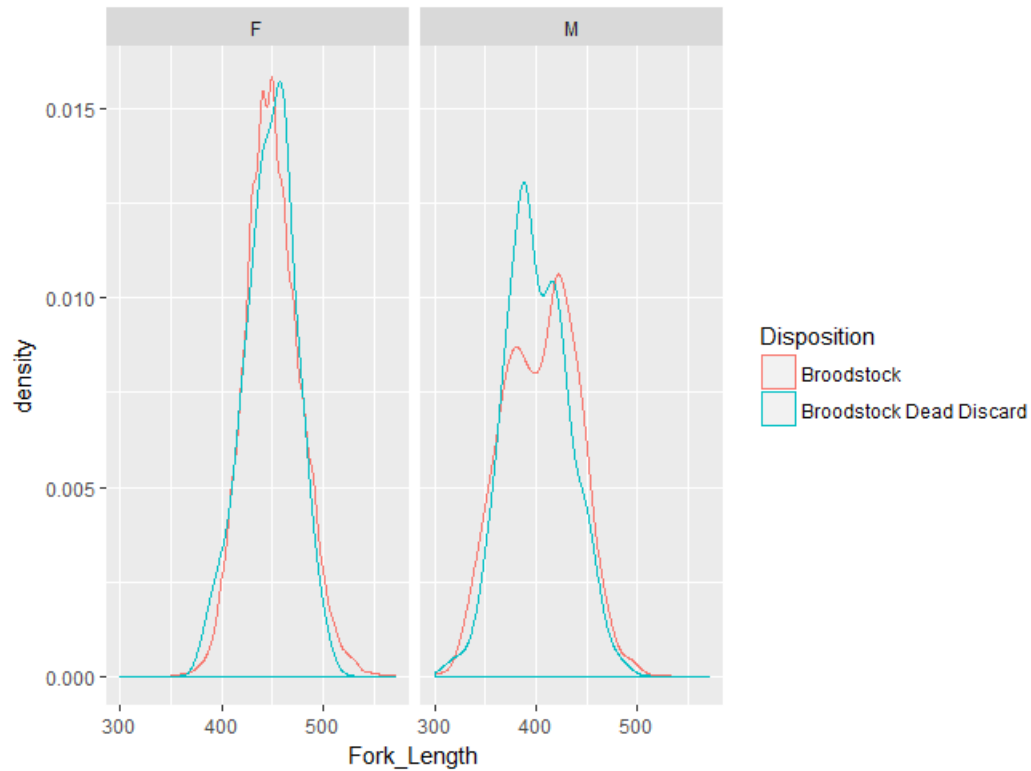 F M
0.015
0.010
0.005
0.000
density
300 400 500 300 400 500
Fork_Length
Disposition
Broodstock
Broodstock Dead Discard